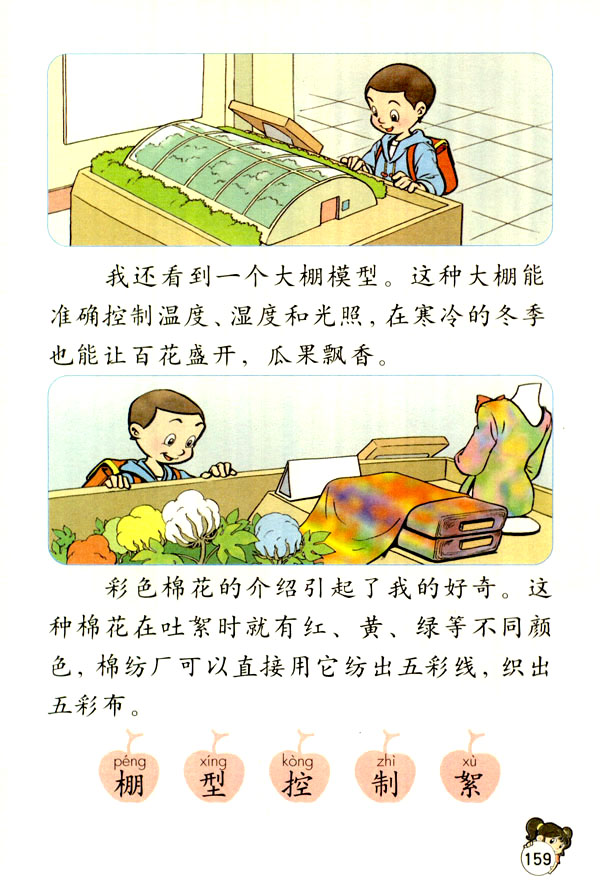 我还看到一个大棚模型。这种大棚能
准确控制温度、湿度和光照,在寒冷的冬季
也能让百花盛开,瓜果飘香。
彩色棉花的介绍引起了我的好奇。这
种棉花在吐絮时就有红、黄、绿等不同颜
色,棉纺厂可以直接用它纺出五彩线,织出
五彩布。
péng xíng kòng zhì xù
棚 型 控 制 絮
159